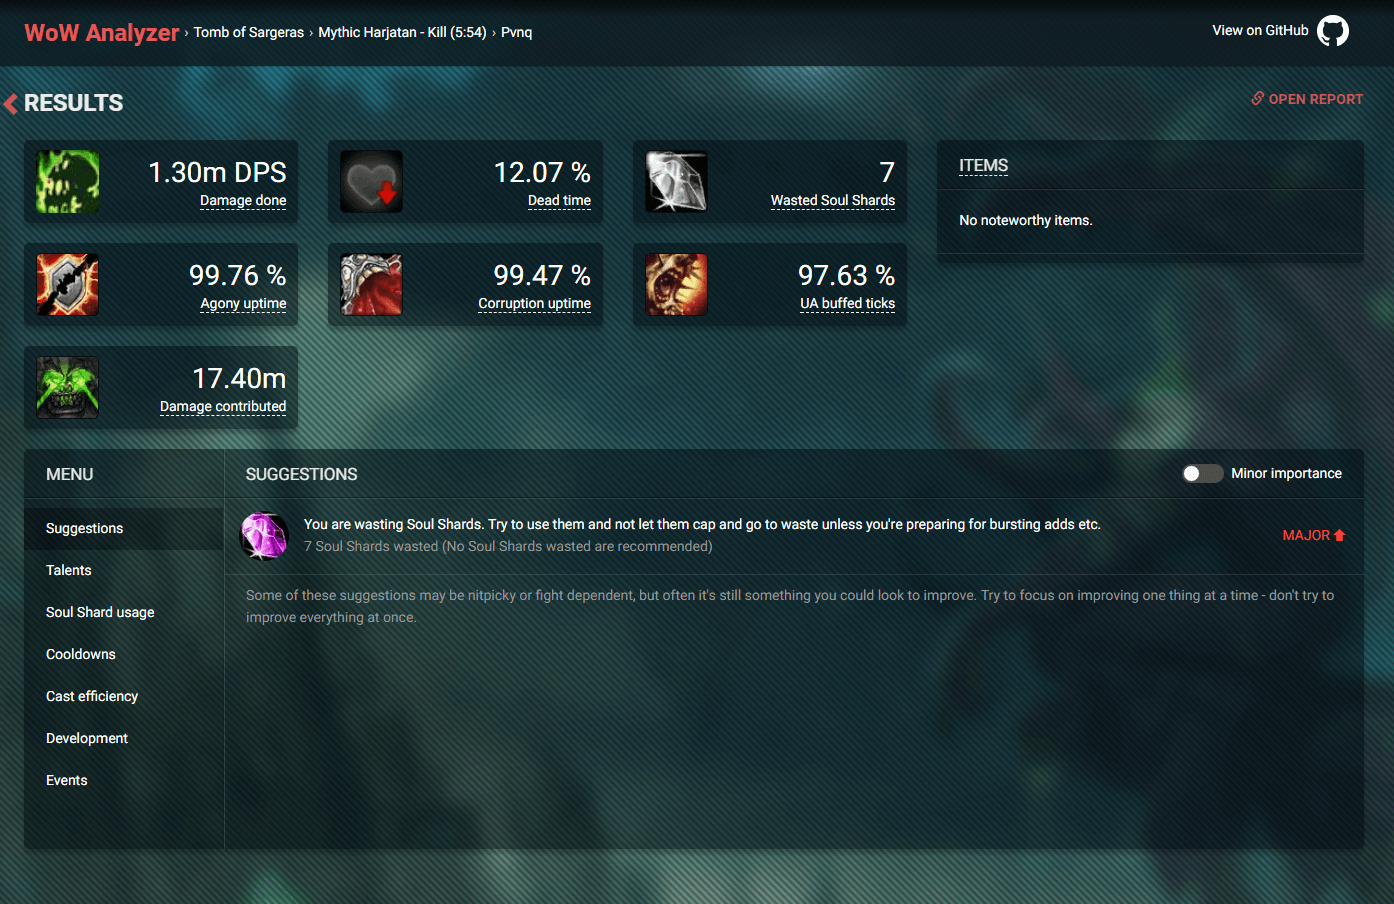 WoW Analyzer › Tomb of Sargeras › Mythic Harjatan - Kill (5:54) › Pvnq
View on GitHub
RESULTS
OPEN REPORT
1.30m DPS
Damage done
12.07 %
Dead time
7
Wasted Soul Shards
ITEMS
No noteworthy items.
99.76 %
Agony uptime
99.47 %
Corruption uptime
97.63 %
UA buffed ticks
17.40m
Damage contributed
MENU
Suggestions
Talents
Soul Shard usage
Cooldowns
Cast efficiency
Development
Events
SUGGESTIONS
Minor importance
You are wasting Soul Shards. Try to use them and not let them cap and go to waste unless you're preparing for bursting adds etc.
7 Soul Shards wasted (No Soul Shards wasted are recommended)
MAJOR
Some of these suggestions may be nitpicky or fight dependent, but often it's still something you could look to improve. Try to focus on improving one thing at a time - don't try to
improve everything at once.